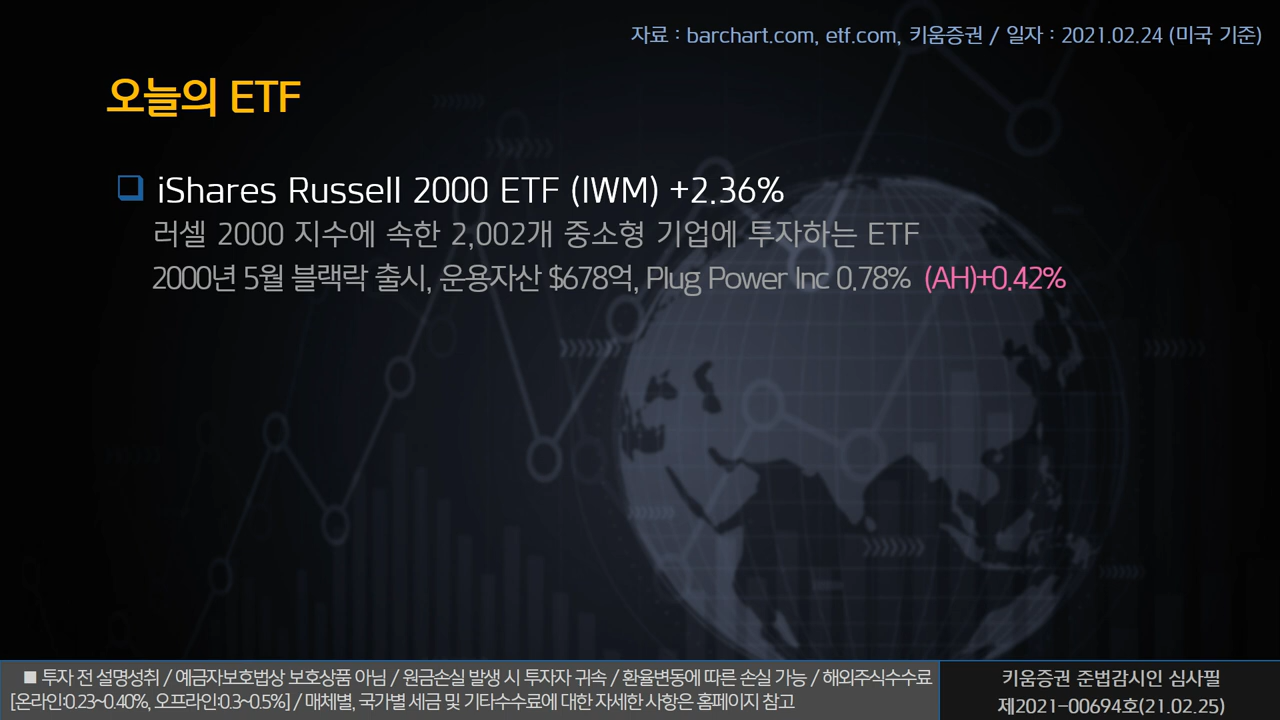 자료 : barchart.com, etf.com, 키움증권 / 일자 : 2021.02.24 (미국 기준)
오늘의 ETF
❑ iShares Russell 2000 ETF (IWM) +2.36%
러셀 2000 지수에 속한 2,002개 중소형 기업에 투자하는 ETF
2000년 5월 블랙락 출시, 운용자산 $678억, Plug Power Inc 0.78% (AH)+0.42%
■ 투자 전 설명성취 / 예금자보호법상 보호상품 아님 / 원금손실 발생 시 투자자 귀속 / 환율변동에 따른 손실 가능 / 해외주식수수료
[온라인:0.23~0.40%, 오프라인:0.3~0.5%] / 매체별, 국가별 세금 및 기타수수료에 대한 자세한 사항은 홈페이지 참고
키움증권 준법감시인 심사필
제2021-00694호(21.02.25)